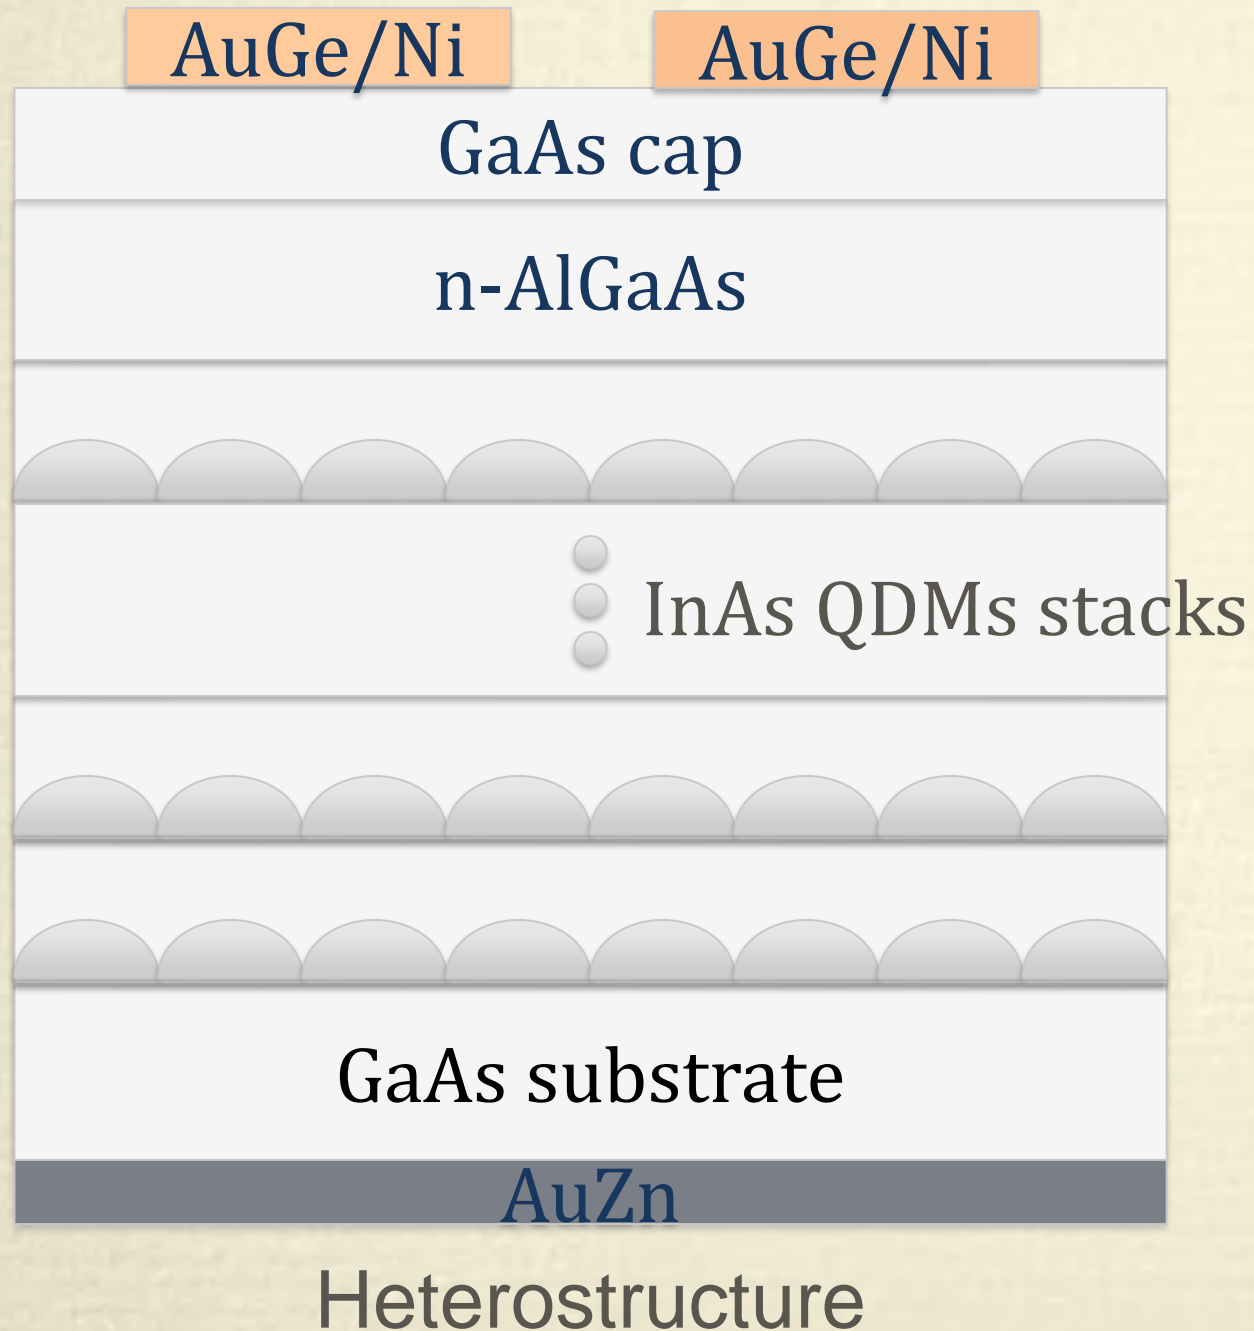 AuGe/Ni
AuGe/Ni
GaAs cap
n-AlGaAs
InAs QDMs stacks
GaAs substrate
AuZn
Heterostructure